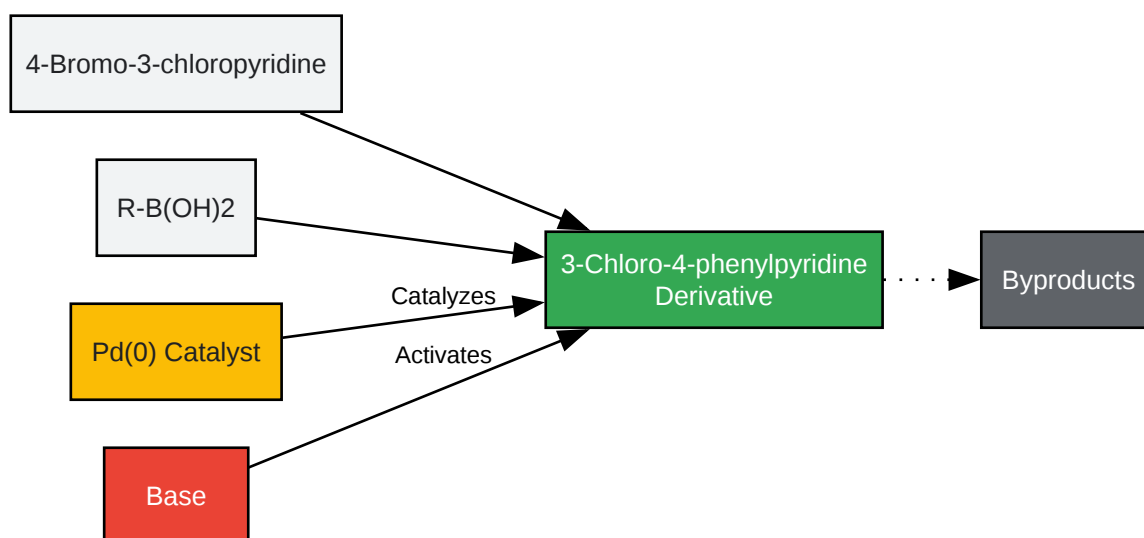 4-Bromo-3-chloropyridine
R-B(OH)2
3-Chloro-4-phenylpyridine
Derivative
Byproducts
Catalyzes
Pd(0) Catalyst
Activates
Base